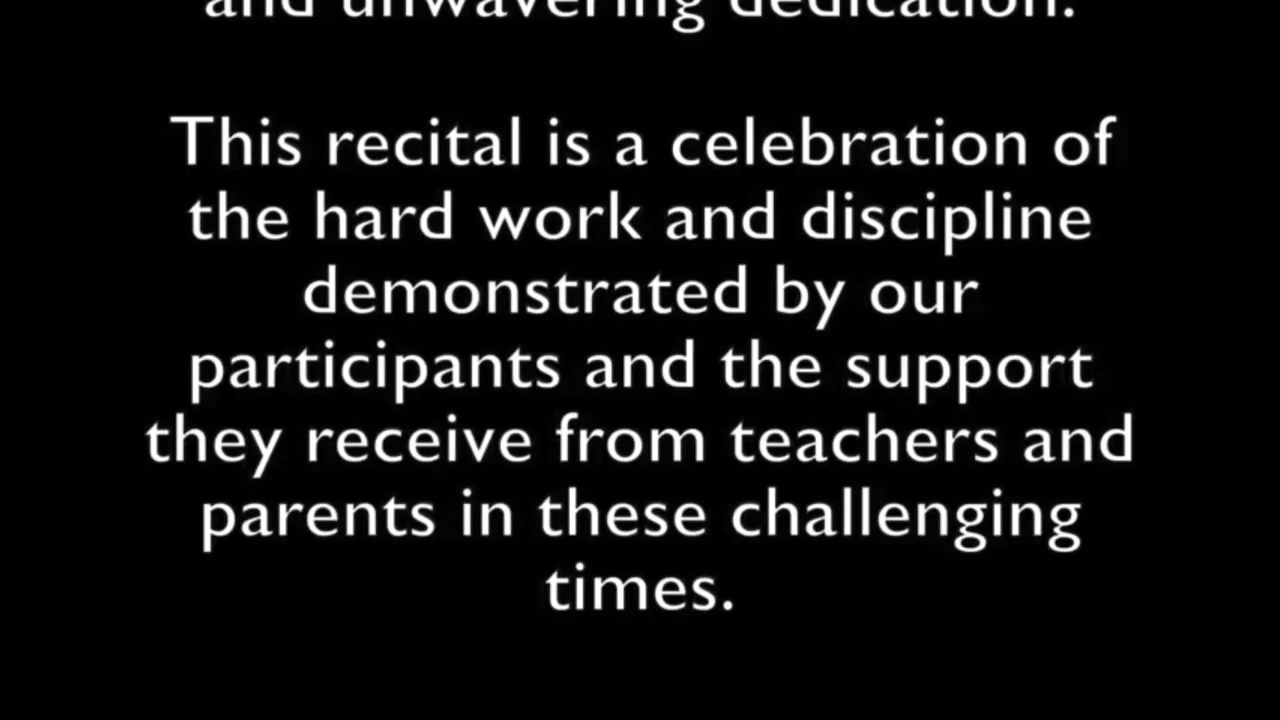 and unwavering dedication.
This recital is a celebration of
the hard work and discipline
demonstrated by our
participants and the support
they receive from teachers and
parents in these challenging
times.